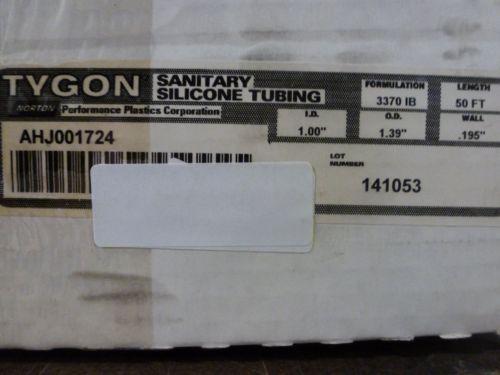 TYGON SANITARY SILICONE TUBING
NORTON Performance Plastics Corporation
FORMULATION
3370 IB
LENGTH
50 FT
I.D.
1.00"
O.D.
1.39"
WALL
.195"
AHJ001724
LOT NUMBER
141053